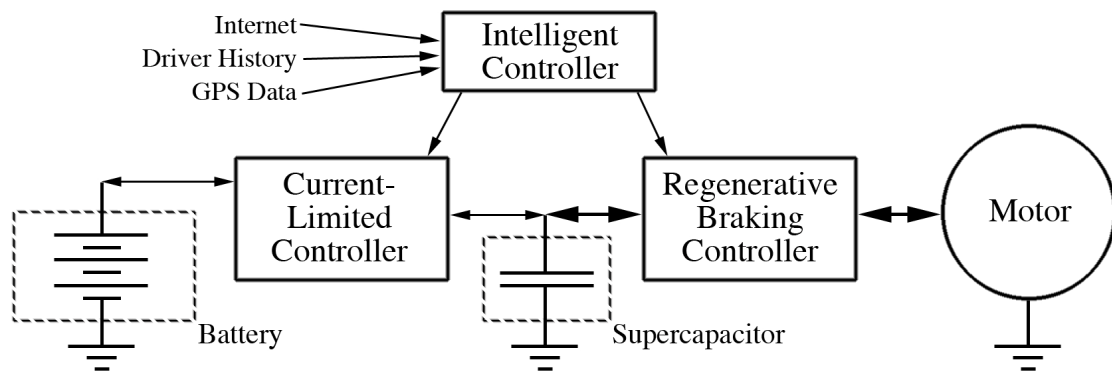 Internet
Driver History
GPS Data
Intelligent
Controller
Current-
Limited
Controller
Regenerative
Braking
Controller
Motor
Battery
Supercapacitor